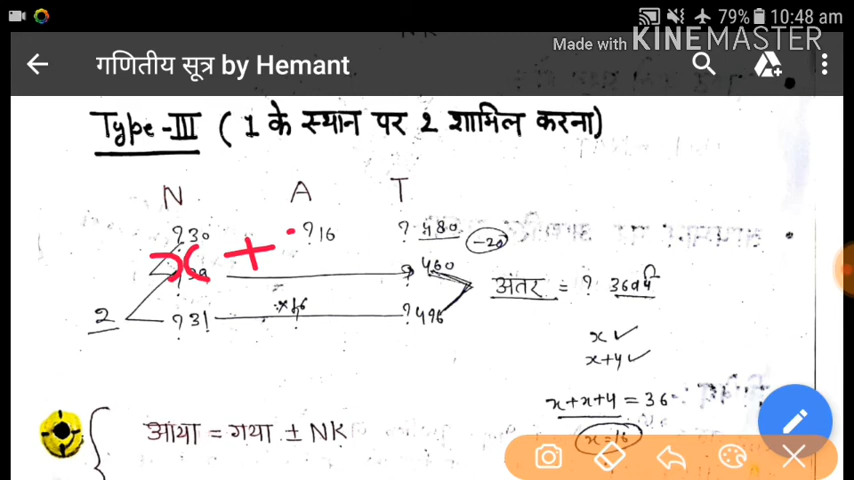 79% 10:48 am
Made with KINEMASTER
गणितीय सूत्र by Hemant
Type-III ( 1 के स्थान पर 2 शामिल करना)
N A T
? 30 ? 16 ? 480 -20
x + 460
अंतर = ? 36
2 ? 31 ? 496
x ✓
x+4 ✓
x+x+4 = 36
x=16
आया = गया ± NK